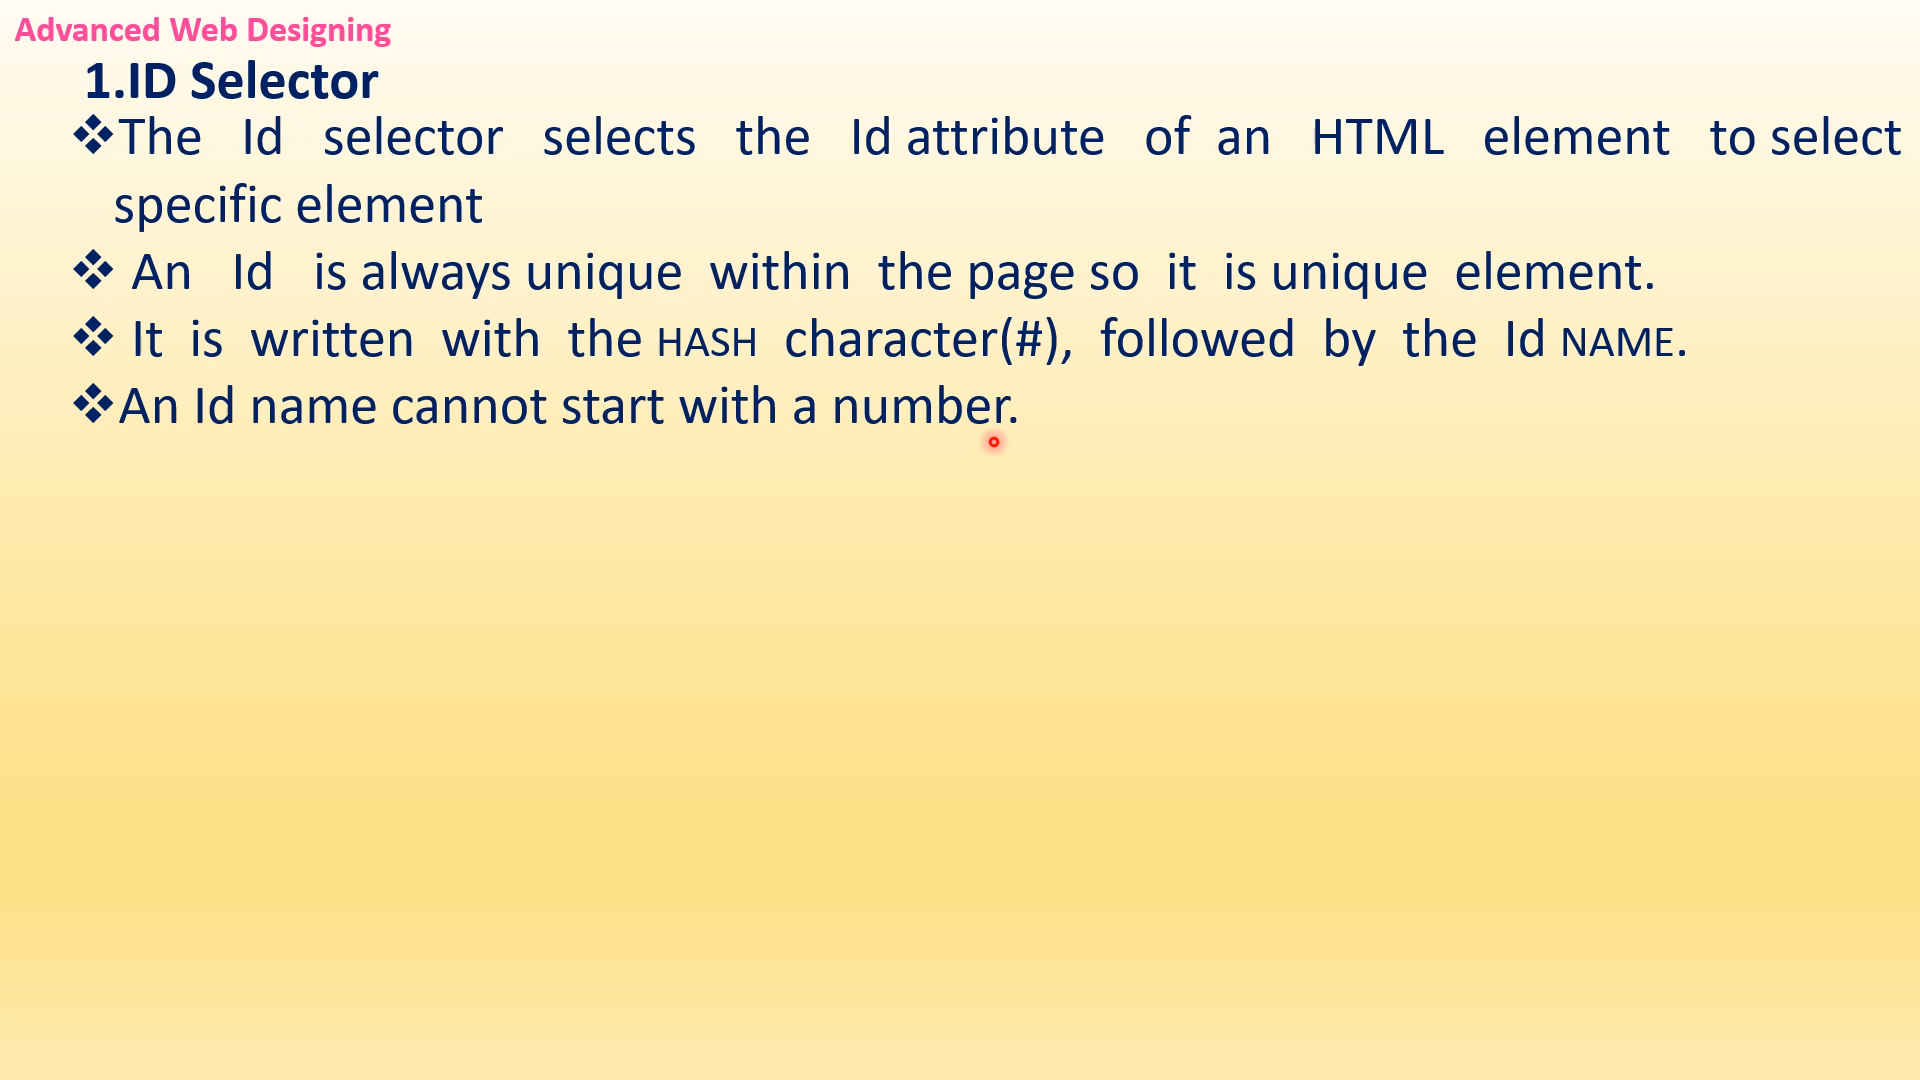 Advanced Web Designing
1.ID Selector
❖The Id selector selects the Id attribute of an HTML element to select
specific element
❖ An Id is always unique within the page so it is unique element.
❖ It is written with the HASH character(#), followed by the Id NAME.
❖An Id name cannot start with a number.